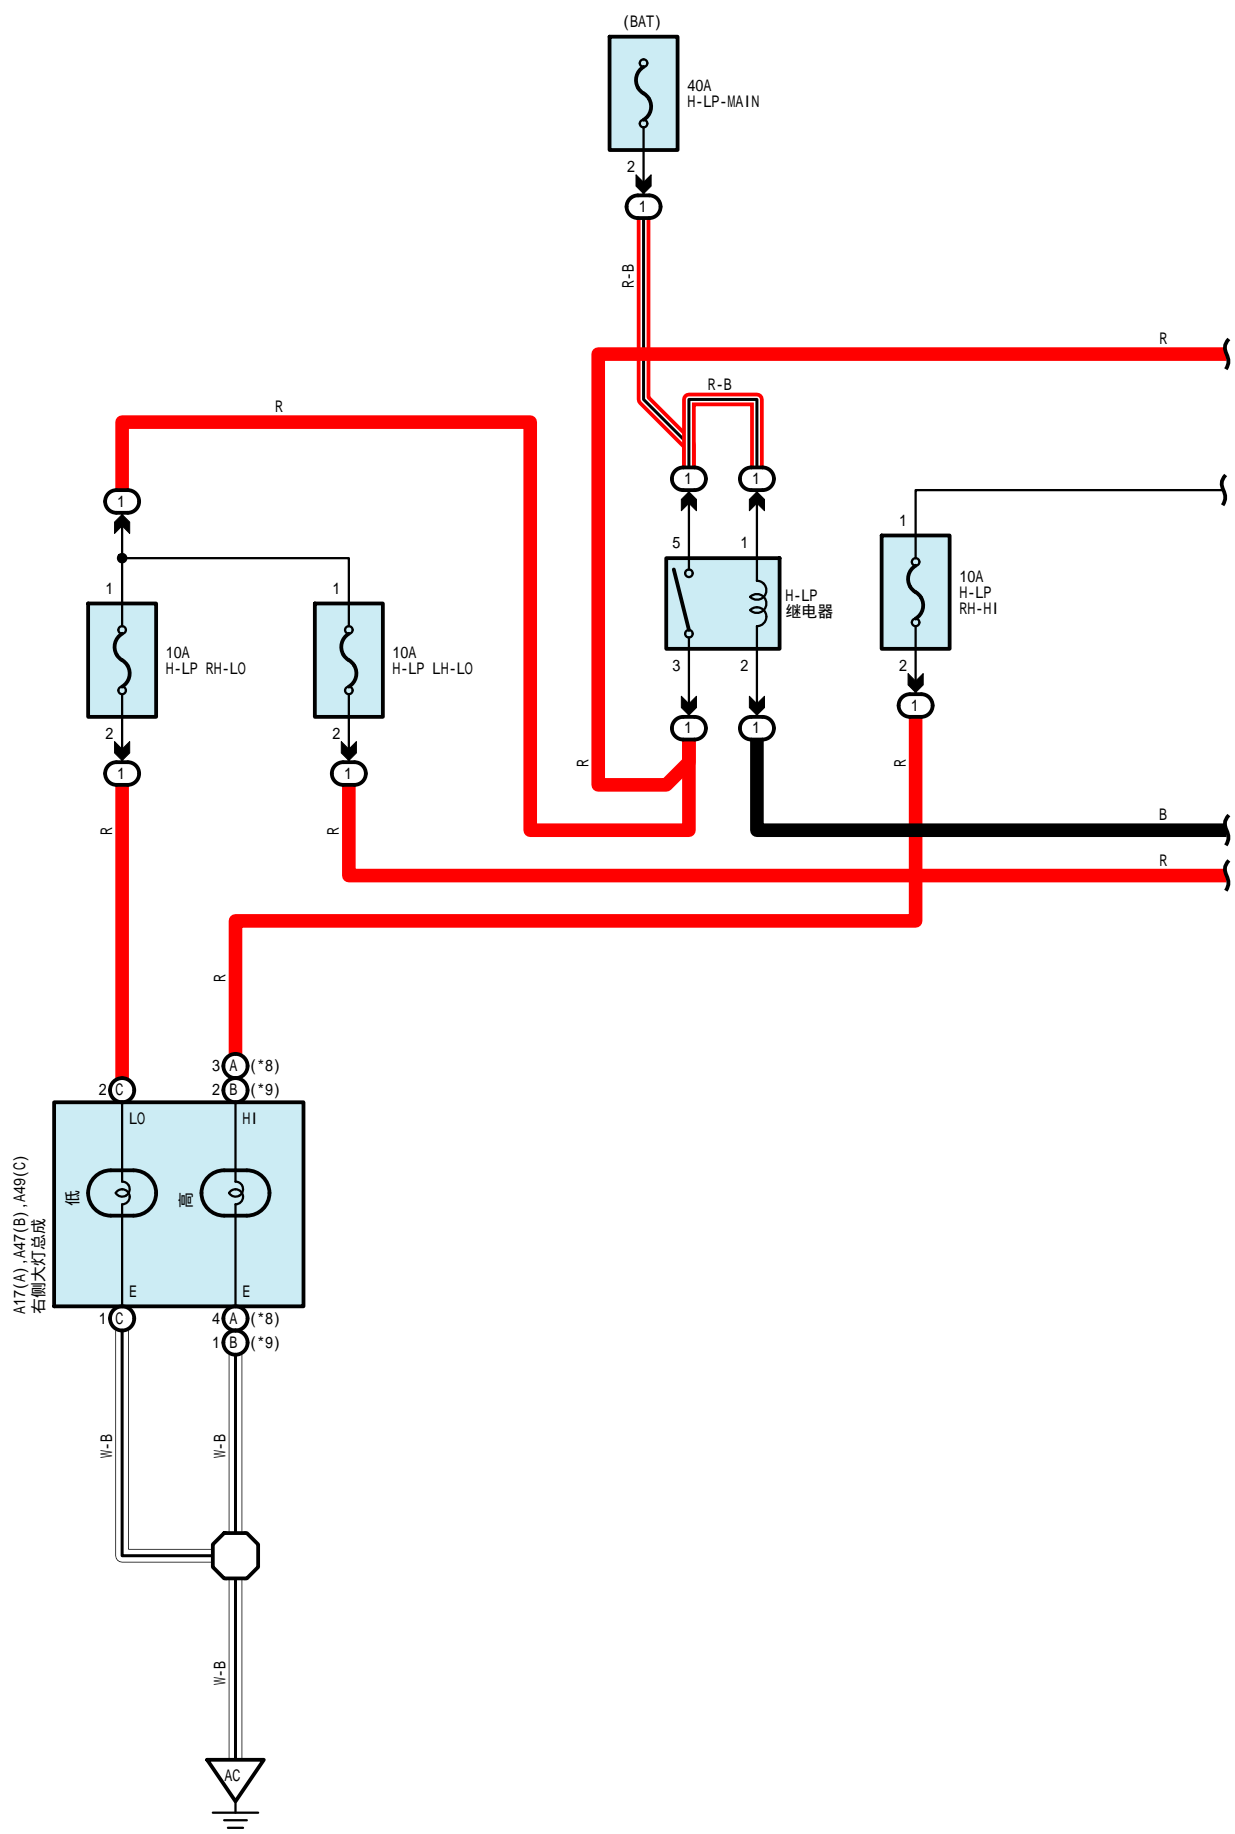 (BAT)
40A
H-LP-MAIN
2
1
R-B
R
R-B
R
1
1
1
1
5
1
1
10A
H-LP
RH-HI
H-LP
继电器
1
1
10A
H-LP RH-LO
10A
H-LP LH-LO
3
2
2
1
1
1
2
2
1
1
R
R
B
R
R
R
R
3 A (*8)
2 C
2 B (*9)
LO
HI
低
高
A17(A),A47(B),A49(C)
右侧大灯总成
E
E
1 C
4 A (*8)
1 B (*9)
W-B
W-B
W-B
AC